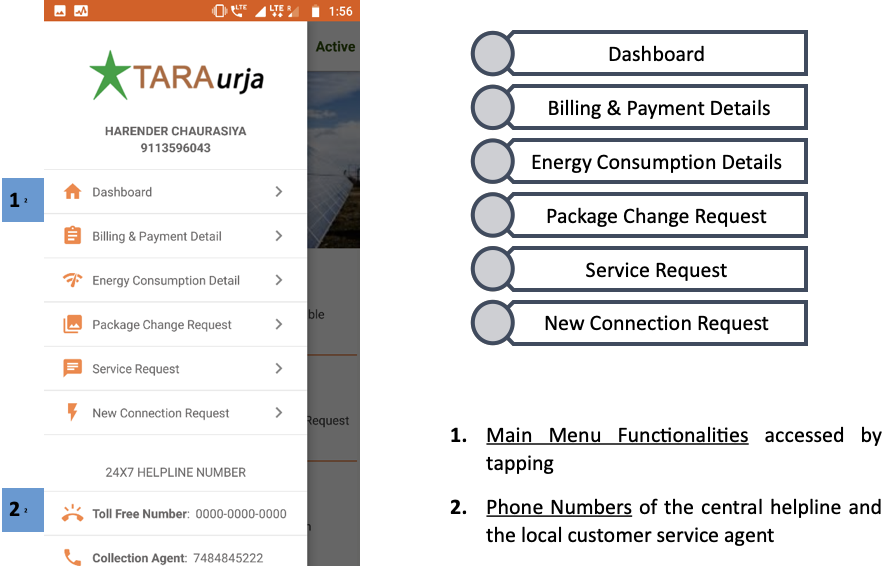 LTE LTE R 1:56
Active
TARAurja
HARENDER CHAURASIYA
9113596043
1 2
Dashboard
Billing & Payment Detail
Energy Consumption Detail
Package Change Request
Service Request
New Connection Request
24X7 HELPLINE NUMBER
2 2
Toll Free Number: 0000-0000-0000
Collection Agent: 7484845222
ble
Request
n
Dashboard
Billing & Payment Details
Energy Consumption Details
Package Change Request
Service Request
New Connection Request
1. Main Menu Functionalities accessed by
tapping
2. Phone Numbers of the central helpline and
the local customer service agent